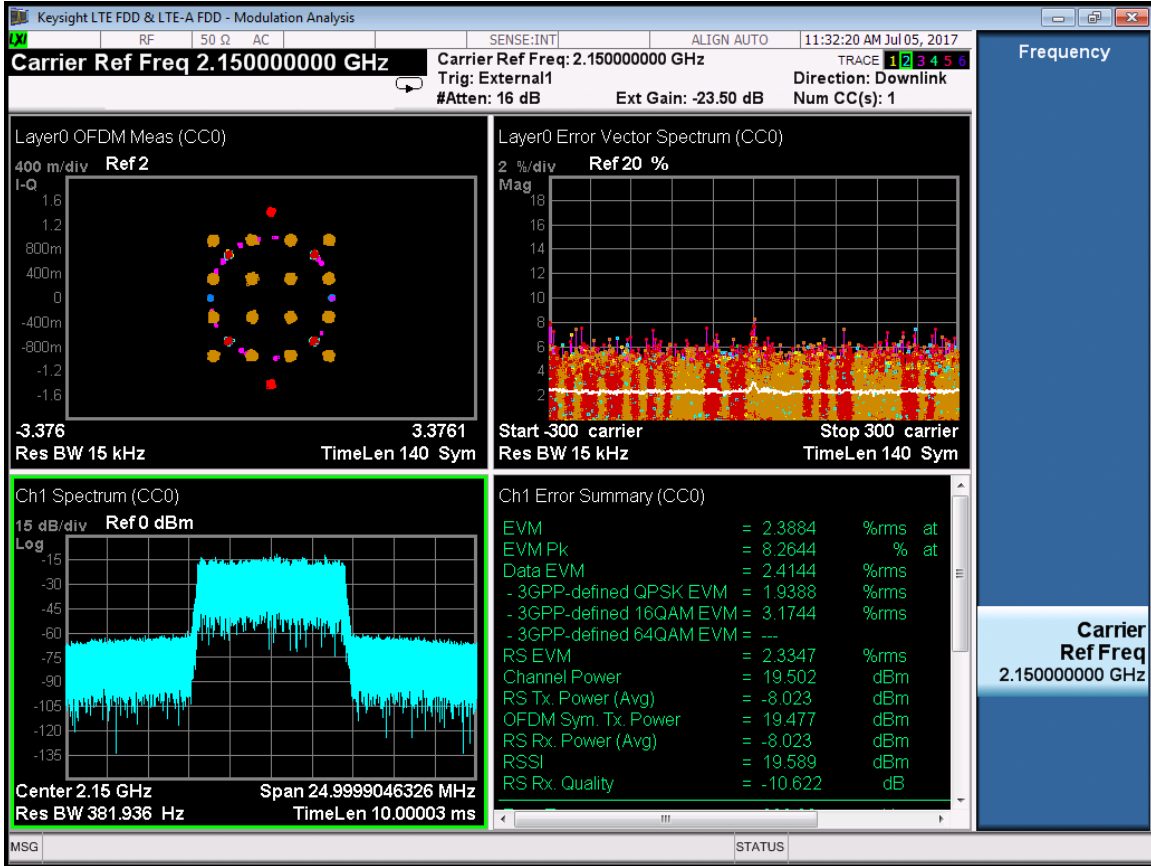 Keysight LTE FDD & LTE-A FDD - Modulation Analysis
LXI RF 50 Ω AC SENSE:INT ALIGN AUTO 11:32:20 AM Jul 05, 2017
Carrier Ref Freq 2.150000000 GHz
Carrier Ref Freq: 2.150000000 GHz
Trig: External1
#Atten: 16 dB Ext Gain: -23.50 dB
TRACE 1 2 3 4 5 6
Direction: Downlink
Num CC(s): 1
Frequency
Layer0 OFDM Meas (CC0)
400 m/div Ref 2
I-Q
1.6
1.2
800m
400m
0
-400m
-800m
-1.2
-1.6
-3.376 3.3761
Res BW 15 kHz TimeLen 140 Sym
Layer0 Error Vector Spectrum (CC0)
2 %/div Ref 20 %
Mag
18
16
14
12
10
8
6
4
2
Start -300 carrier Stop 300 carrier
Res BW 15 kHz TimeLen 140 Sym
Ch1 Spectrum (CC0)
15 dB/div Ref 0 dBm
Log
-15
-30
-45
-60
-75
-90
-105
-120
-135
Center 2.15 GHz Span 24.9999046326 MHz
Res BW 381.936 Hz TimeLen 10.00003 ms
Ch1 Error Summary (CC0)
EVM = 2.3884 %rms at
EVM Pk = 8.2644 % at
Data EVM = 2.4144 %rms
- 3GPP-defined QPSK EVM = 1.9388 %rms
- 3GPP-defined 16QAM EVM = 3.1744 %rms
- 3GPP-defined 64QAM EVM = ---
RS EVM = 2.3347 %rms
Channel Power = 19.502 dBm
RS Tx. Power (Avg) = -8.023 dBm
OFDM Sym. Tx. Power = 19.477 dBm
RS Rx. Power (Avg) = -8.023 dBm
RSSI = 19.589 dBm
RS Rx. Quality = -10.622 dB
Carrier
Ref Freq
2.150000000 GHz
MSG STATUS